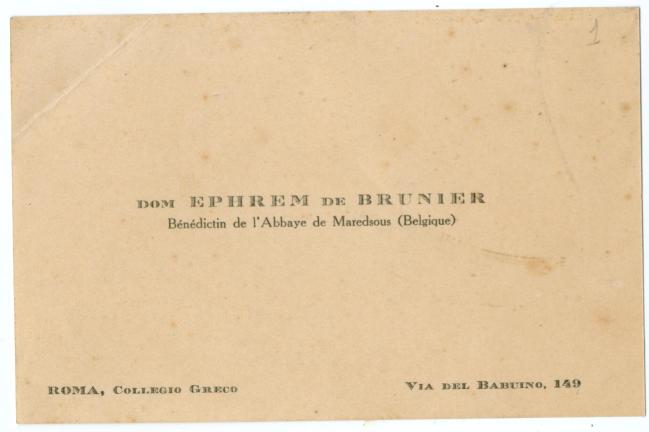 1
DOM EPHREM DE BRUNIER
Bénédictin de l'Abbaye de Maredsous (Belgique)
ROMA, COLLEGIO GRECO
VIA DEL BABUINO, 149